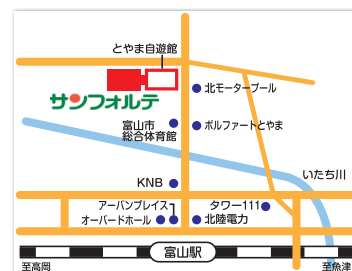 とやま自遊館
北モータープール
サンフォルテ
富山市
総合体育館
ボルファートとやま
いたち川
KNB
アーバンプレイス
タワー111
オーバードホール
北陸電力
富山駅
至高岡
至魚津